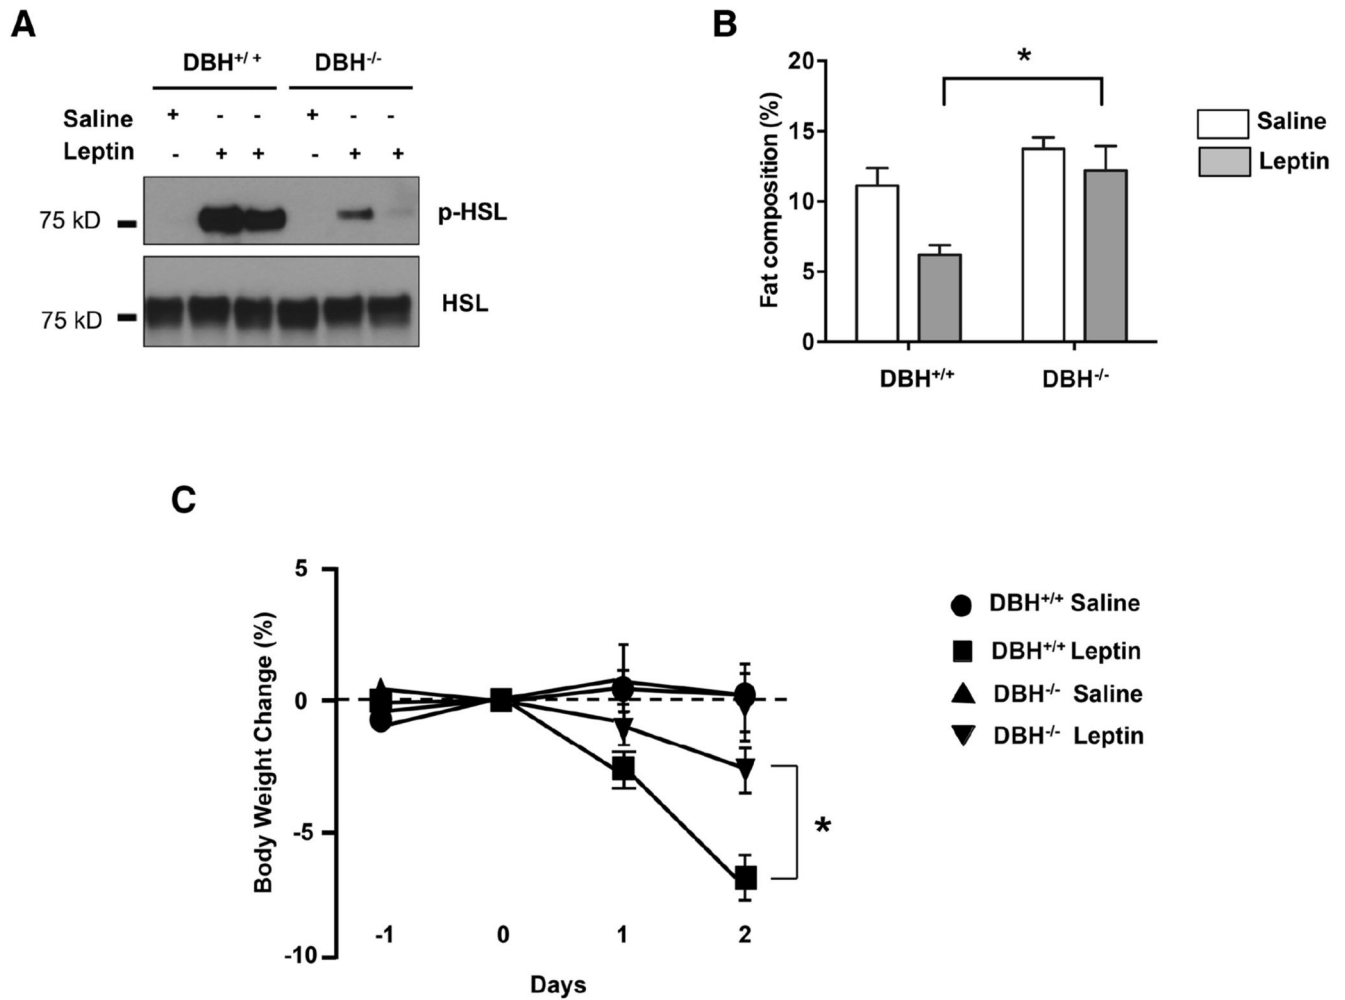 A
DBH+/ + DBH-/-
Saline + - - + - -
Leptin - + + - + +
75 kD p-HSL
75 kD HSL
B
*
20
15
10
5
0
Fat composition (%)
DBH+/+ DBH-/-
Saline
Leptin
C
5
0
-5
-10
Body Weight Change (%)
-1 0 1 2
Days
*
DBH+/+ Saline
DBH+/+ Leptin
DBH-/- Saline
DBH-/- Leptin